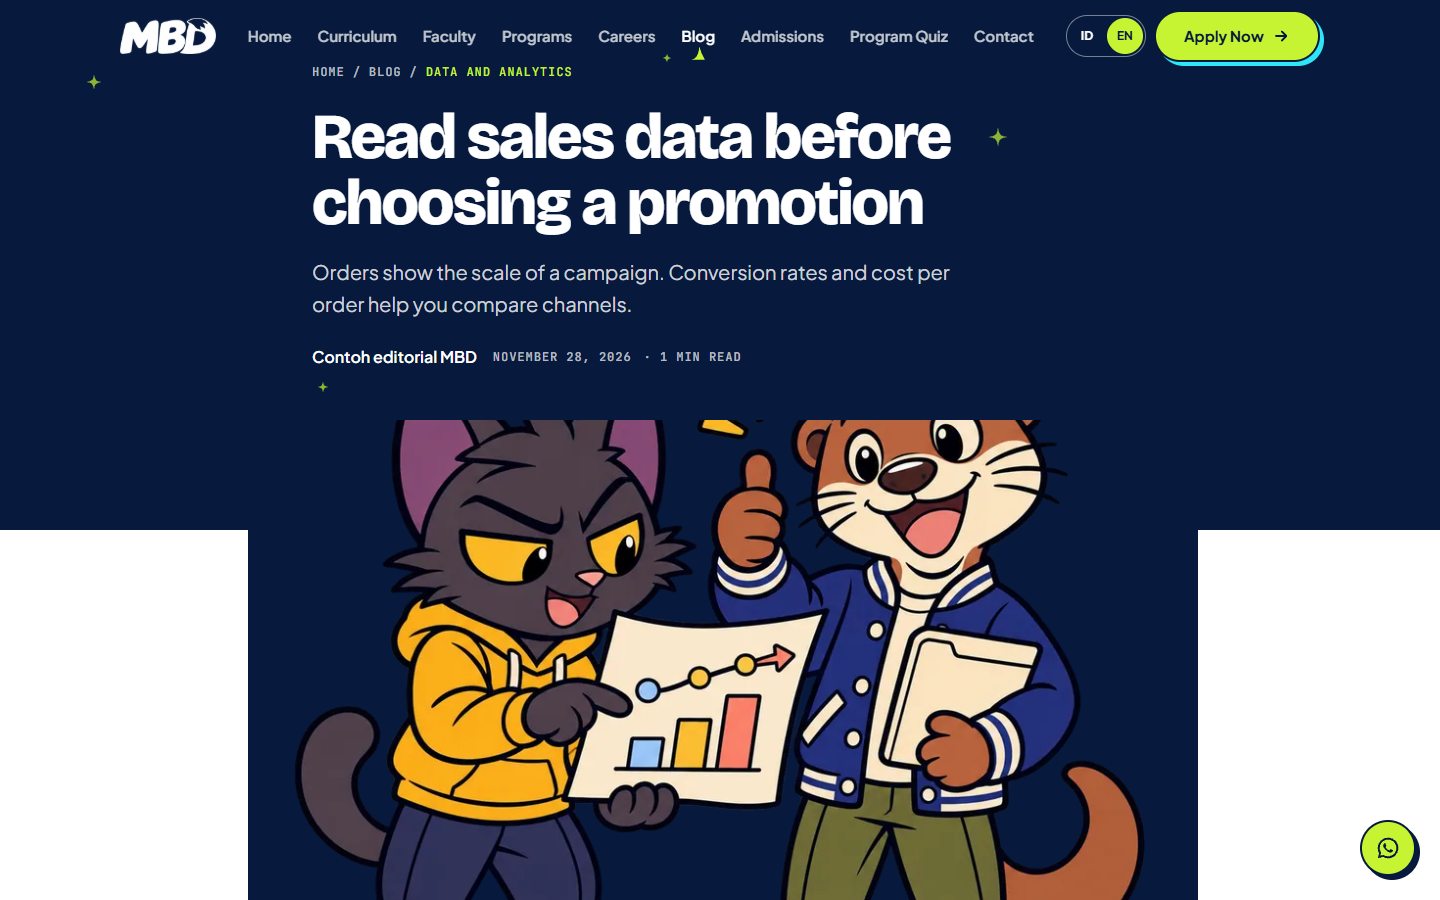 MBD
Home Curriculum Faculty Programs Careers Blog Admissions Program Quiz Contact ID EN Apply Now
HOME / BLOG / DATA AND ANALYTICS
Read sales data before
choosing a promotion
Orders show the scale of a campaign. Conversion rates and cost per
order help you compare channels.
Contoh editorial MBD NOVEMBER 28, 2026 · 1 MIN READ